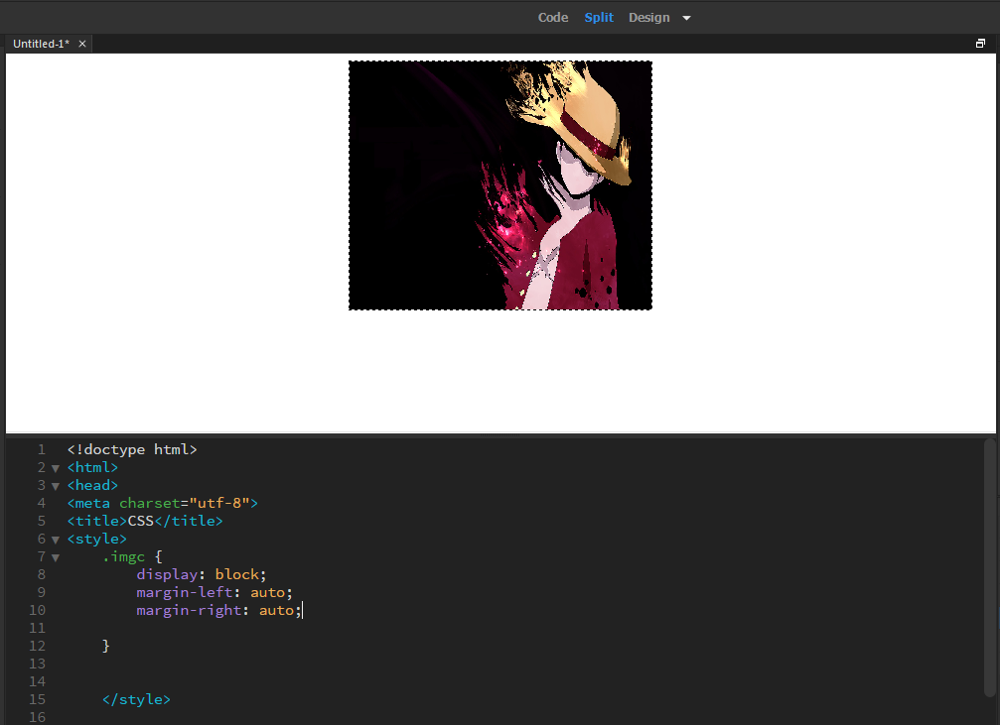 Code Split Design
Untitled-1* ×
1 <!doctype html>
2 <html>
3 <head>
4 <meta charset="utf-8">
5 <title>CSS</title>
6 <style>
7 .imgc {
8 display: block;
9 margin-left: auto;
10 margin-right: auto;
11
12 }
13
14
15 </style>
16